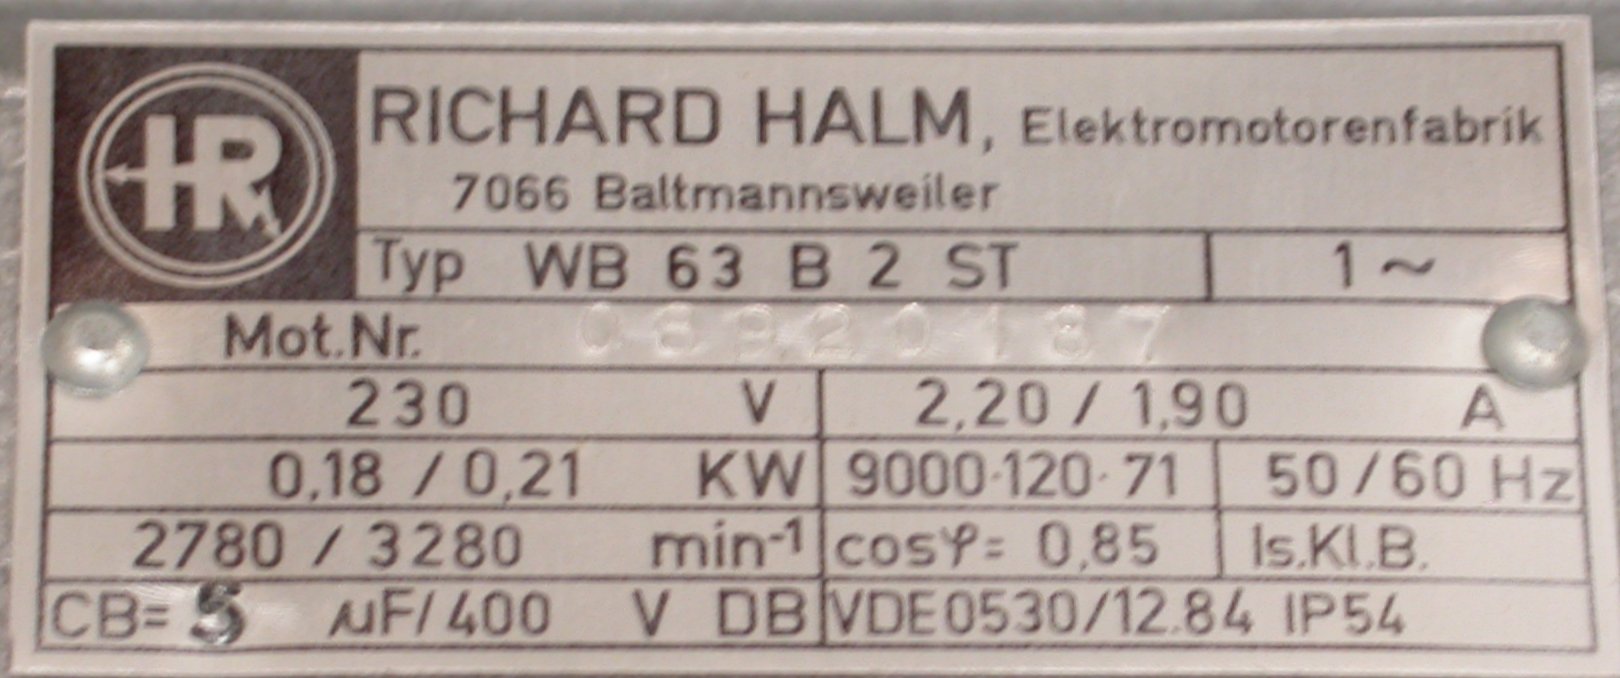 HR
RICHARD HALM, Elektromotorenfabrik
7066 Baltmannsweiler
Typ WB 63 B 2 ST 1~
Mot.Nr. 08920187
230 V 2,20 / 1,90 A
0,18 / 0,21 KW 9000·120·71 50/60 Hz
2780 / 3280 min-1 cosφ= 0,85 Is.Kl.B.
CB= 5 µF/400 V DB VDE0530/12.84 IP54